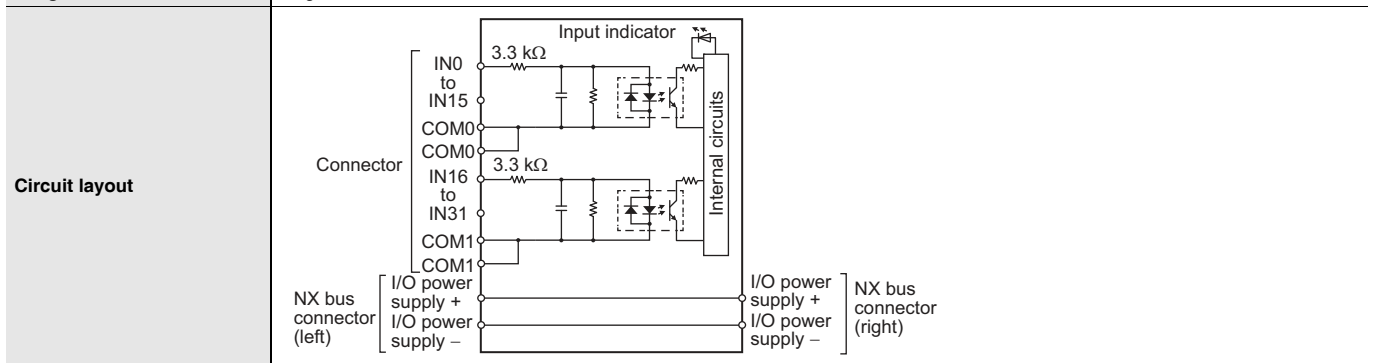 Circuit layout
Input indicator
3.3 kΩ
IN0
to
IN15
COM0
COM0
Connector
3.3 kΩ
IN16
to
IN31
COM1
COM1
Internal circuits
NX bus
connector
(left)
I/O power
supply +
I/O power
supply –
I/O power
supply +
I/O power
supply –
NX bus
connector
(right)